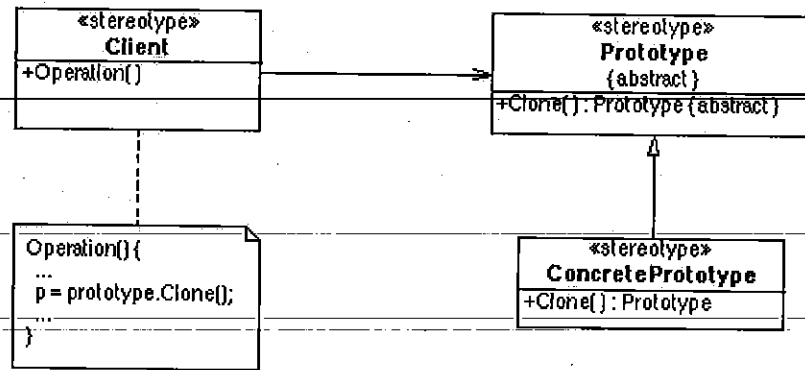 «stereotype»
Client
+Operation()
«stereotype»
Prototype
{abstract}
+Clone() : Prototype {abstract}
Operation() {
...
p = prototype.Clone();
...
}
«stereotype»
ConcretePrototype
+Clone() : Prototype